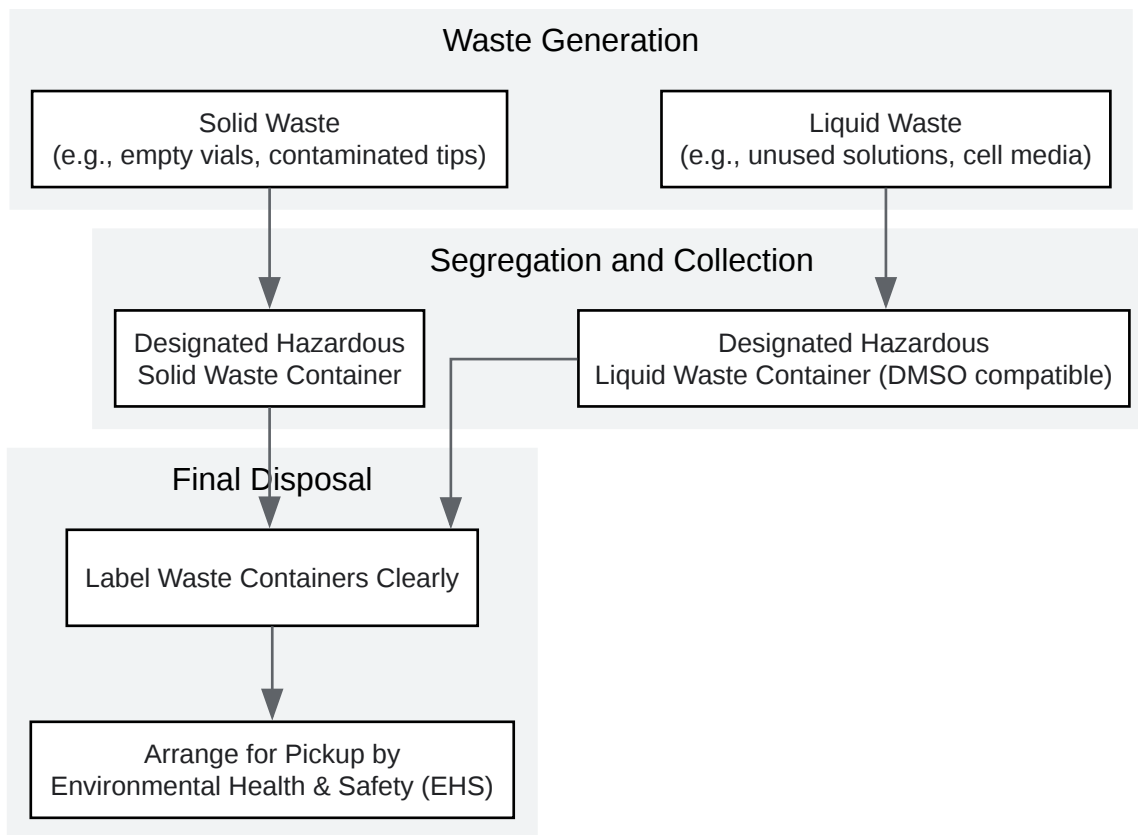 Waste Generation
Solid Waste
(e.g., empty vials, contaminated tips)
Liquid Waste
(e.g., unused solutions, cell media)
Segregation and Collection
Designated Hazardous
Solid Waste Container
Designated Hazardous
Liquid Waste Container (DMSO compatible)
Final Disposal
Label Waste Containers Clearly
Arrange for Pickup by
Environmental Health & Safety (EHS)